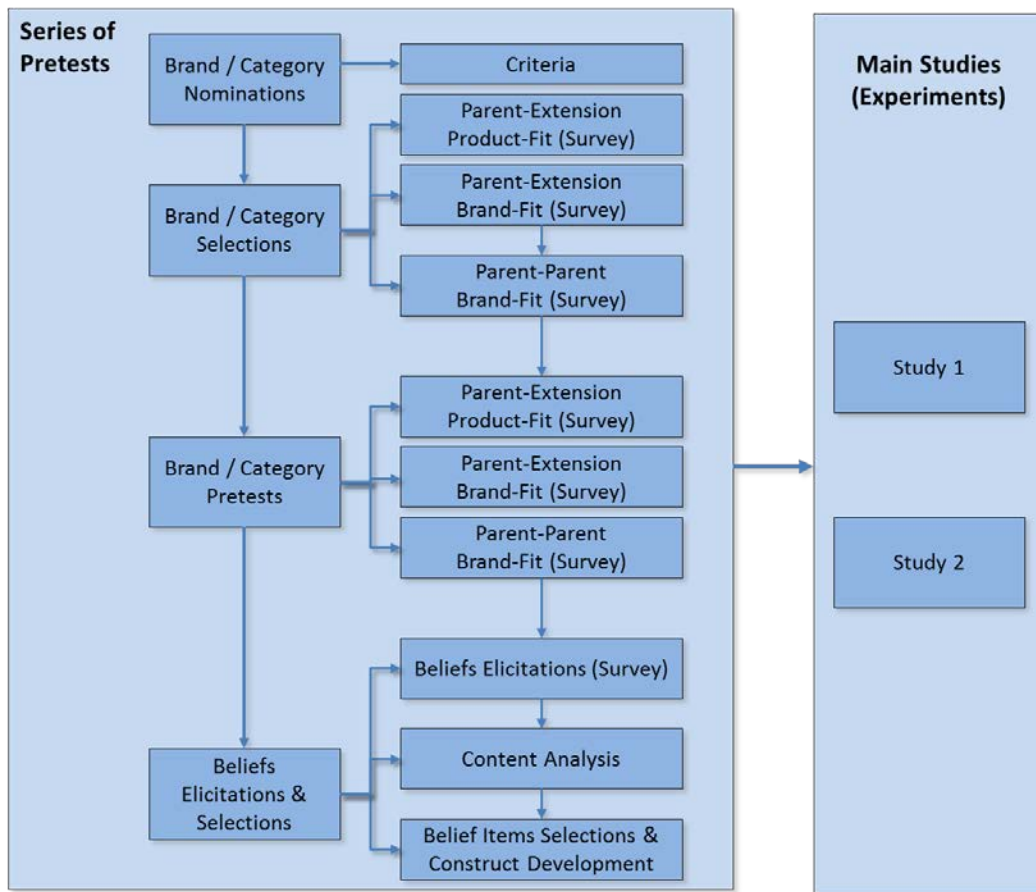 Series of
Pretests
Brand / Category
Nominations
Criteria
Parent-Extension
Product-Fit (Survey)
Brand / Category
Selections
Parent-Extension
Brand-Fit (Survey)
Parent-Parent
Brand-Fit (Survey)
Parent-Extension
Product-Fit (Survey)
Brand / Category
Pretests
Parent-Extension
Brand-Fit (Survey)
Parent-Parent
Brand-Fit (Survey)
Beliefs Elicitations (Survey)
Beliefs
Elicitations &
Selections
Content Analysis
Belief Items Selections &
Construct Development
Main Studies
(Experiments)
Study 1
Study 2